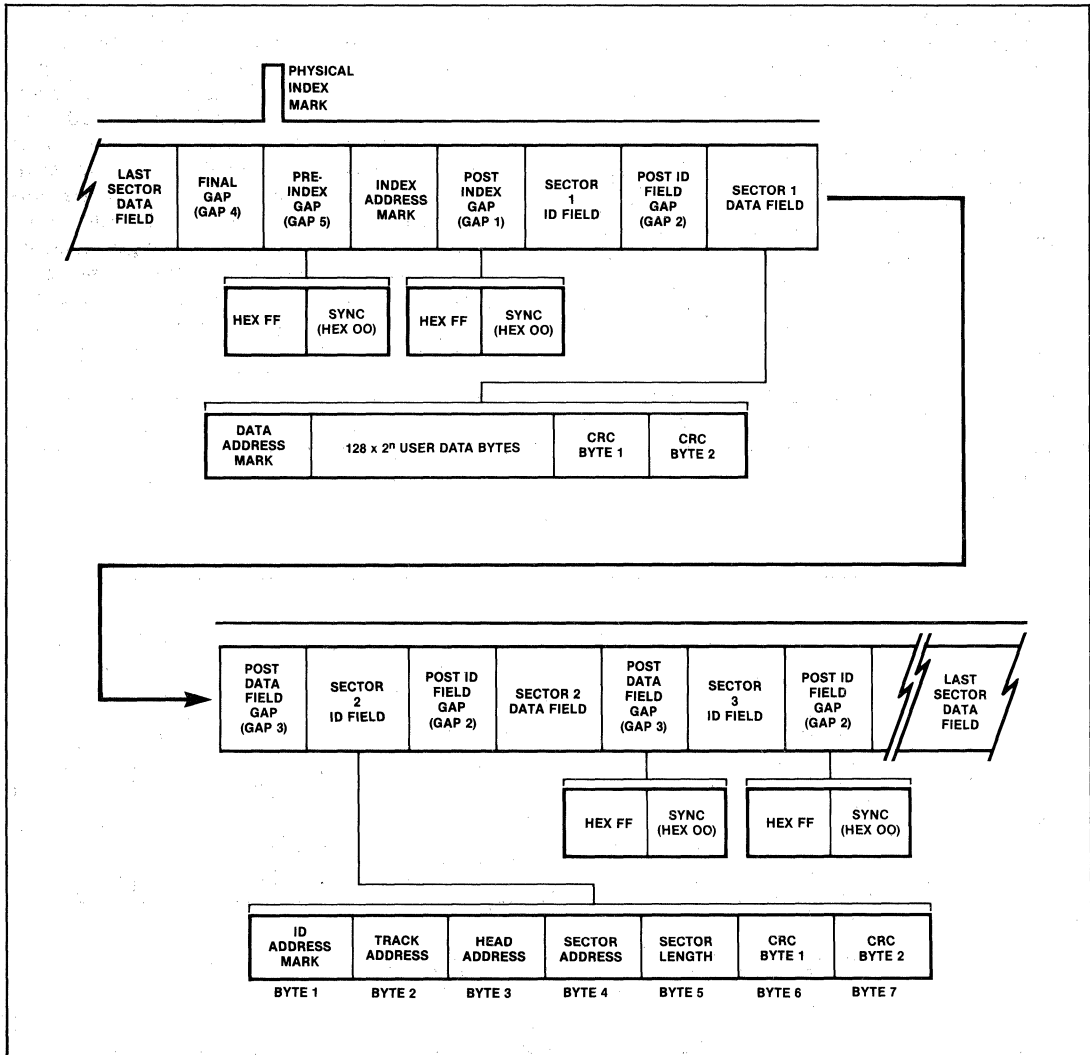 PHYSICAL
INDEX
MARK
LAST
SECTOR
DATA
FIELD
FINAL
GAP
(GAP 4)
PRE-
INDEX
GAP
(GAP 5)
INDEX
ADDRESS
MARK
POST
INDEX
GAP
(GAP 1)
SECTOR
1
ID FIELD
POST ID
FIELD
GAP
(GAP 2)
SECTOR 1
DATA FIELD
HEX FF
SYNC
(HEX OO)
HEX FF
SYNC
(HEX OO)
DATA
ADDRESS
MARK
128 x 2ⁿ USER DATA BYTES
CRC
BYTE 1
CRC
BYTE 2
POST
DATA
FIELD
GAP
(GAP 3)
SECTOR
2
ID FIELD
POST ID
FIELD
GAP
(GAP 2)
SECTOR 2
DATA FIELD
POST
DATA
FIELD
GAP
(GAP 3)
SECTOR
3
ID FIELD
POST ID
FIELD
GAP
(GAP 2)
LAST
SECTOR
DATA
FIELD
HEX FF
SYNC
(HEX OO)
HEX FF
SYNC
(HEX OO)
ID
ADDRESS
MARK
TRACK
ADDRESS
HEAD
ADDRESS
SECTOR
ADDRESS
SECTOR
LENGTH
CRC
BYTE 1
CRC
BYTE 2
BYTE 1
BYTE 2
BYTE 3
BYTE 4
BYTE 5
BYTE 6
BYTE 7